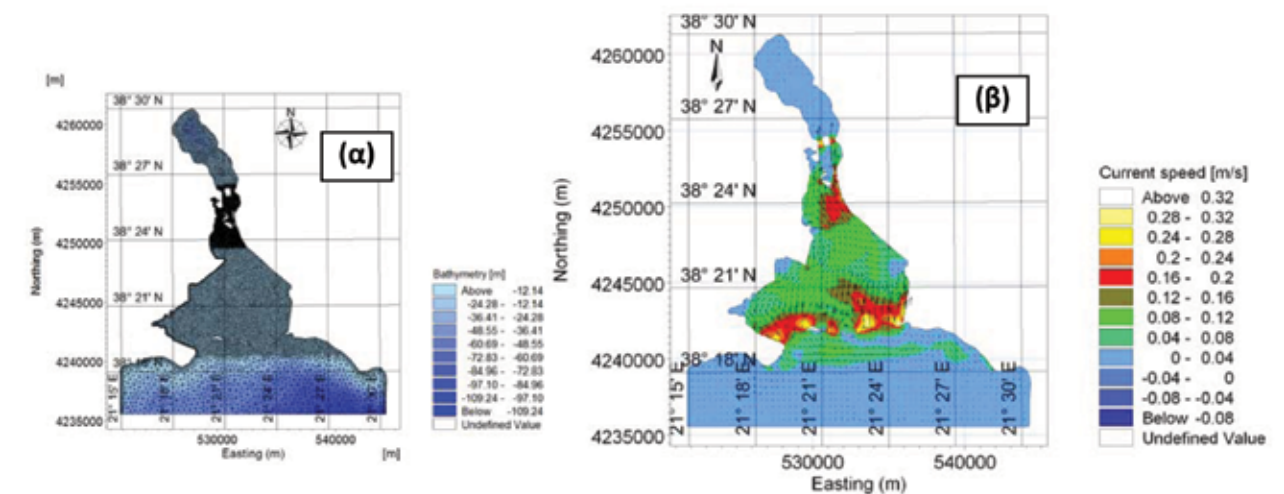 [m]
38° 30' N
N
4260000
(α)
38° 27' N
4255000
38° 24' N
4250000
38° 21' N
4245000
4240000
4235000
Northing (m)
21° 15' E
21° 24' E
530000
540000
Easting (m)
[m]
Bathymetry [m]
Above -12.14
-24.28 - -12.14
-36.41 - -24.28
-48.55 - -36.41
-60.69 - -48.55
-72.83 - -60.69
-84.96 - -72.83
-97.10 - -84.96
-109.24 - -97.10
Below -109.24
Undefined Value
38° 30' N
4260000
N
(β)
38° 27' N
4255000
38° 24' N
4250000
38° 21' N
4245000
38° 18' N
4240000
4235000
Northing (m)
21° 15' E
21° 18' E
21° 21' E
21° 24' E
21° 27' E
21° 30' E
530000
540000
Easting (m)
Current speed [m/s]
Above 0.32
0.28 - 0.32
0.24 - 0.28
0.2 - 0.24
0.16 - 0.2
0.12 - 0.16
0.08 - 0.12
0.04 - 0.08
0 - 0.04
-0.04 - 0
-0.08 - -0.04
Below -0.08
Undefined Value